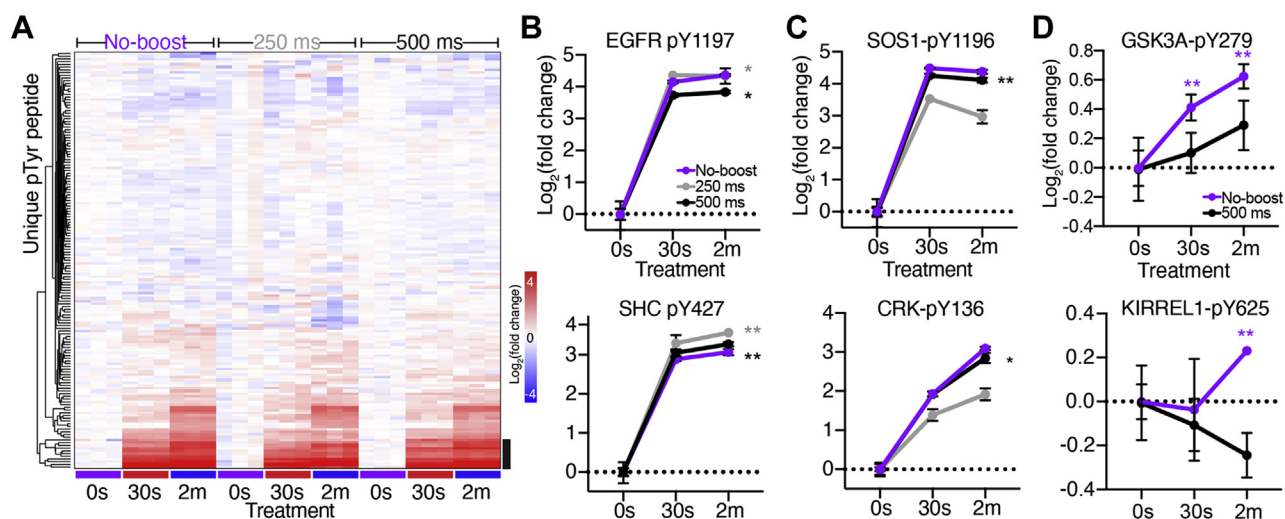 A
No-boost 250 ms 500 ms
Unique pTyr peptide
0s 30s 2m 0s 30s 2m 0s 30s 2m
Treatment
4
0
-4
Log2(fold change)
B
EGFR pY1197
5
4
3
2
1
0
Log2(fold change)
*
*
No-boost
250 ms
500 ms
0s 30s 2m
Treatment
SHC pY427
4
3
2
1
0
**
**
0s 30s 2m
C
SOS1-pY1196
5
4
3
2
1
0
Log2(fold change)
**
0s 30s 2m
Treatment
CRK-pY136
4
3
2
1
0
*
0s 30s 2m
D
GSK3A-pY279
0.8
0.6
0.4
0.2
0.0
-0.2
-0.4
Log2(fold change)
**
**
No-boost
500 ms
0s 30s 2m
Treatment
KIRREL1-pY625
0.4
0.2
0.0
-0.2
-0.4
**
0s 30s 2m